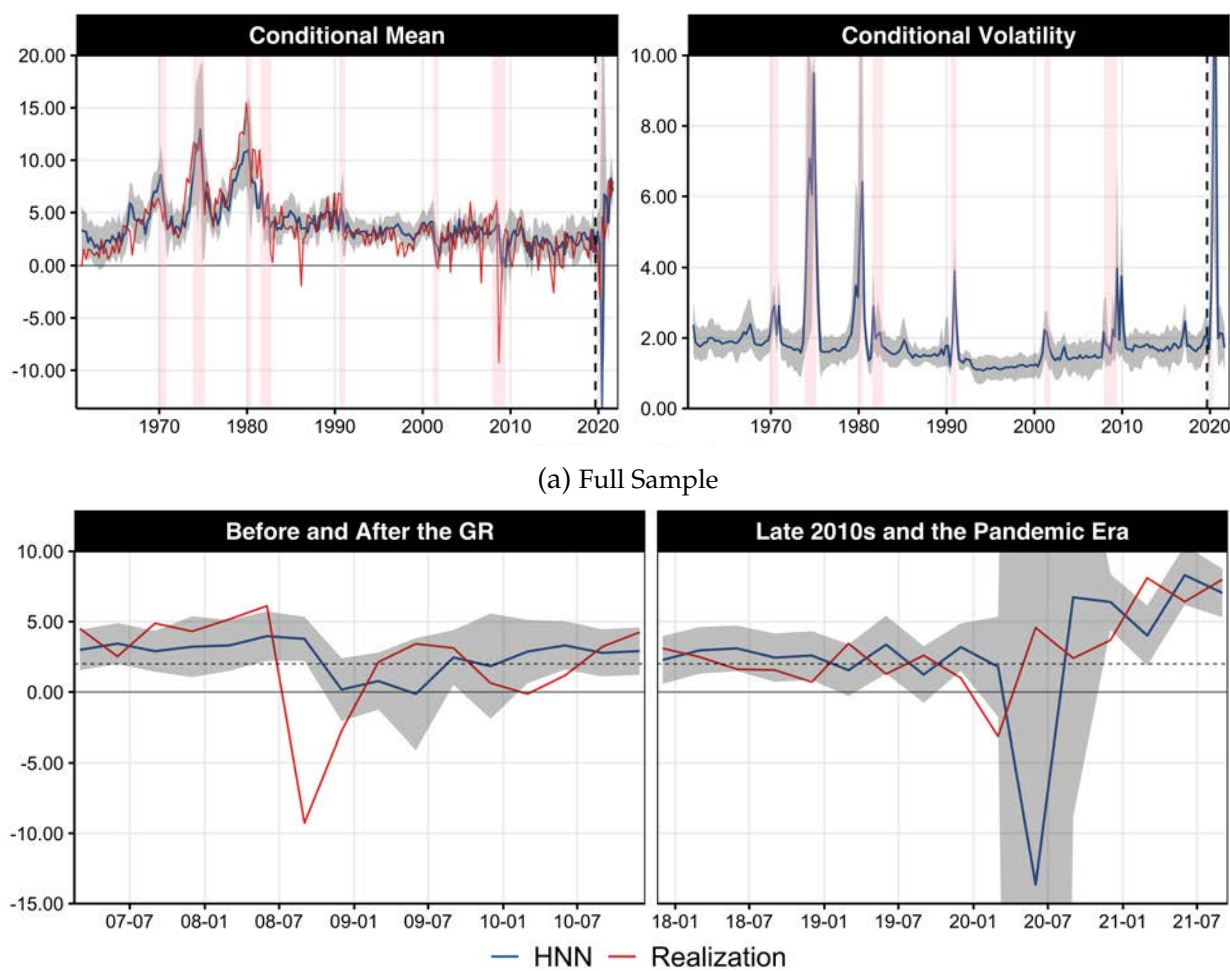 Conditional Mean
Conditional Volatility
20.00
15.00
10.00
5.00
0.00
-5.00
-10.00
1970 1980 1990 2000 2010 2020
10.00
8.00
6.00
4.00
2.00
0.00
1970 1980 1990 2000 2010 2020
(a) Full Sample
Before and After the GR
Late 2010s and the Pandemic Era
10.00
5.00
0.00
-5.00
-10.00
-15.00
07-07 08-01 08-07 09-01 09-07 10-01 10-07
18-01 18-07 19-01 19-07 20-01 20-07 21-01 21-07
HNN Realization